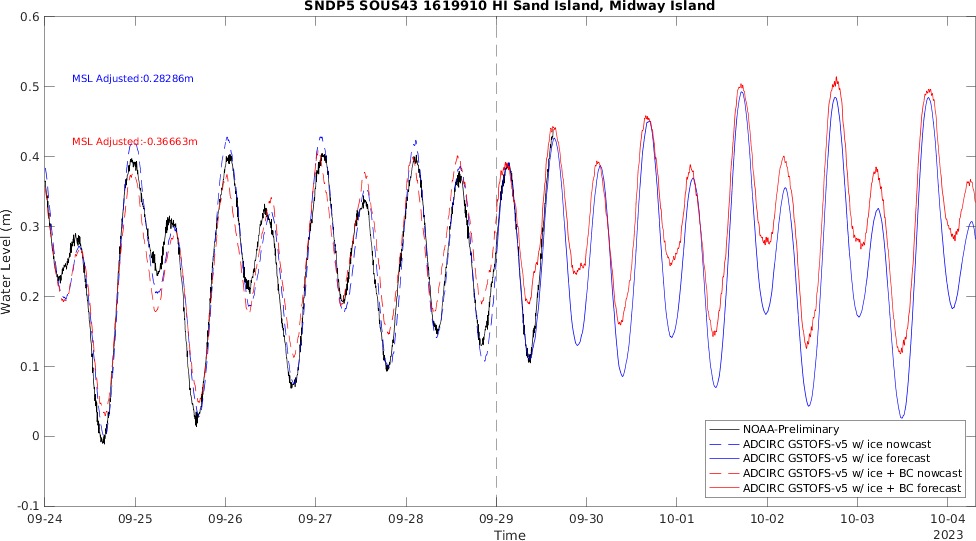 SNDP5 SOUS43 1619910 HI Sand Island, Midway Island
0.6
0.5
0.4
0.3
0.2
0.1
0
-0.1
Water Level (m)
MSL Adjusted:0.28286m
MSL Adjusted:-0.36663m
NOAA-Preliminary
ADCIRC GSTOFS-v5 w/ ice nowcast
ADCIRC GSTOFS-v5 w/ ice forecast
ADCIRC GSTOFS-v5 w/ ice + BC nowcast
ADCIRC GSTOFS-v5 w/ ice + BC forecast
09-24 09-25 09-26 09-27 09-28 09-29 09-30 10-01 10-02 10-03 10-04
2023
Time